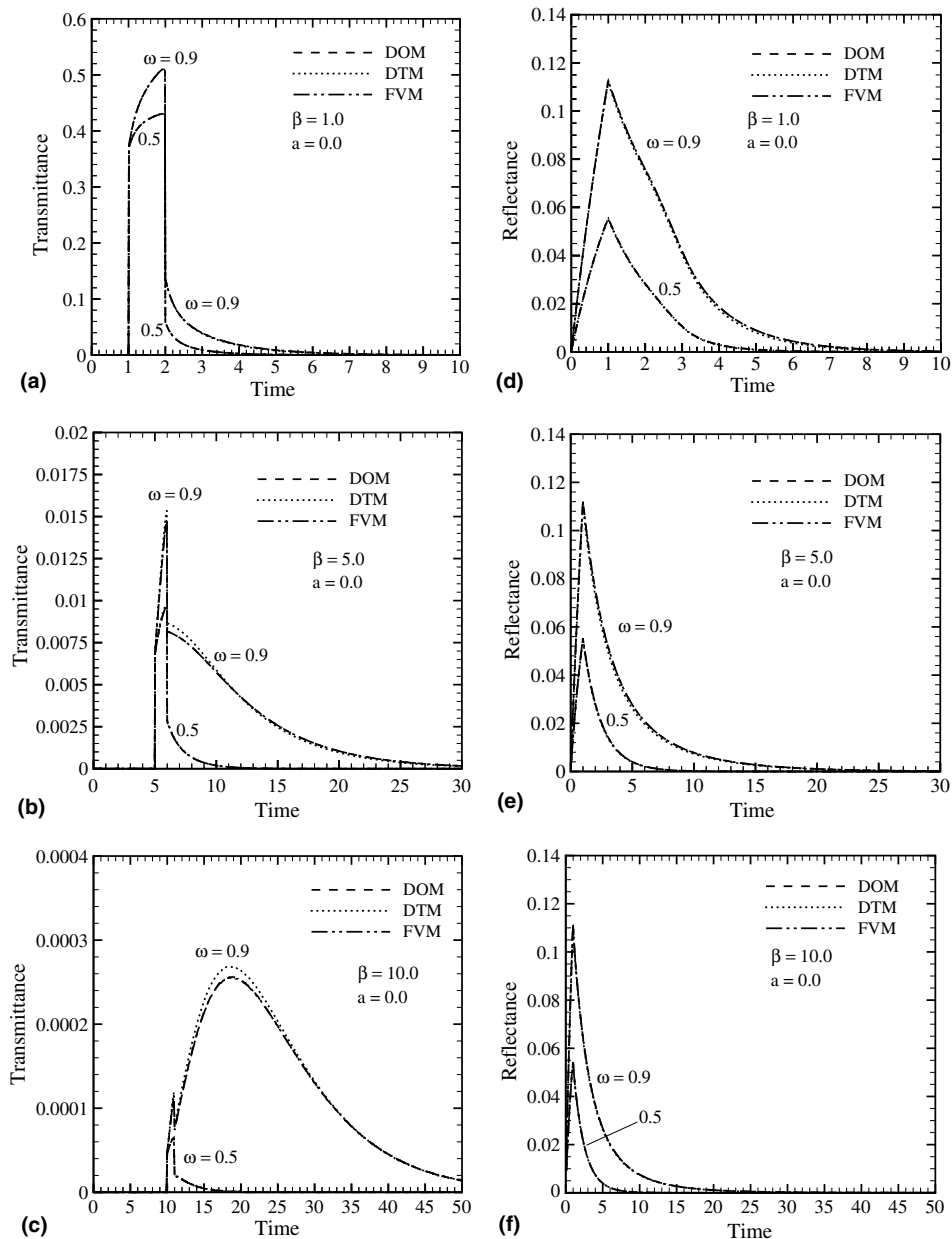 0.6
0.5
0.4
0.3
0.2
0.1
0
Transmittance
ω = 0.9
0.5
DOM
DTM
FVM
β = 1.0
a = 0.0
ω = 0.9
0.5
0 1 2 3 4 5 6 7 8 9 10
Time
(a)
0.14
0.12
0.1
0.08
0.06
0.04
0.02
0
Reflectance
DOM
DTM
FVM
β = 1.0
a = 0.0
ω = 0.9
0.5
0 1 2 3 4 5 6 7 8 9 10
Time
(d)
0.02
0.0175
0.015
0.0125
0.01
0.0075
0.005
0.0025
0
Transmittance
ω = 0.9
DOM
DTM
FVM
β = 5.0
a = 0.0
ω = 0.9
0.5
0 5 10 15 20 25 30
Time
(b)
0.14
0.12
0.1
0.08
0.06
0.04
0.02
0
Reflectance
DOM
DTM
FVM
β = 5.0
a = 0.0
ω = 0.9
0.5
0 5 10 15 20 25 30
Time
(e)
0.0004
0.0003
0.0002
0.0001
0
Transmittance
DOM
DTM
FVM
ω = 0.9
β = 10.0
a = 0.0
ω = 0.5
0 5 10 15 20 25 30 35 40 45 50
Time
(c)
0.14
0.12
0.1
0.08
0.06
0.04
0.02
0
Reflectance
DOM
DTM
FVM
β = 10.0
a = 0.0
ω = 0.9
0.5
0 5 10 15 20 25 30 35 40 45 50
Time
(f)